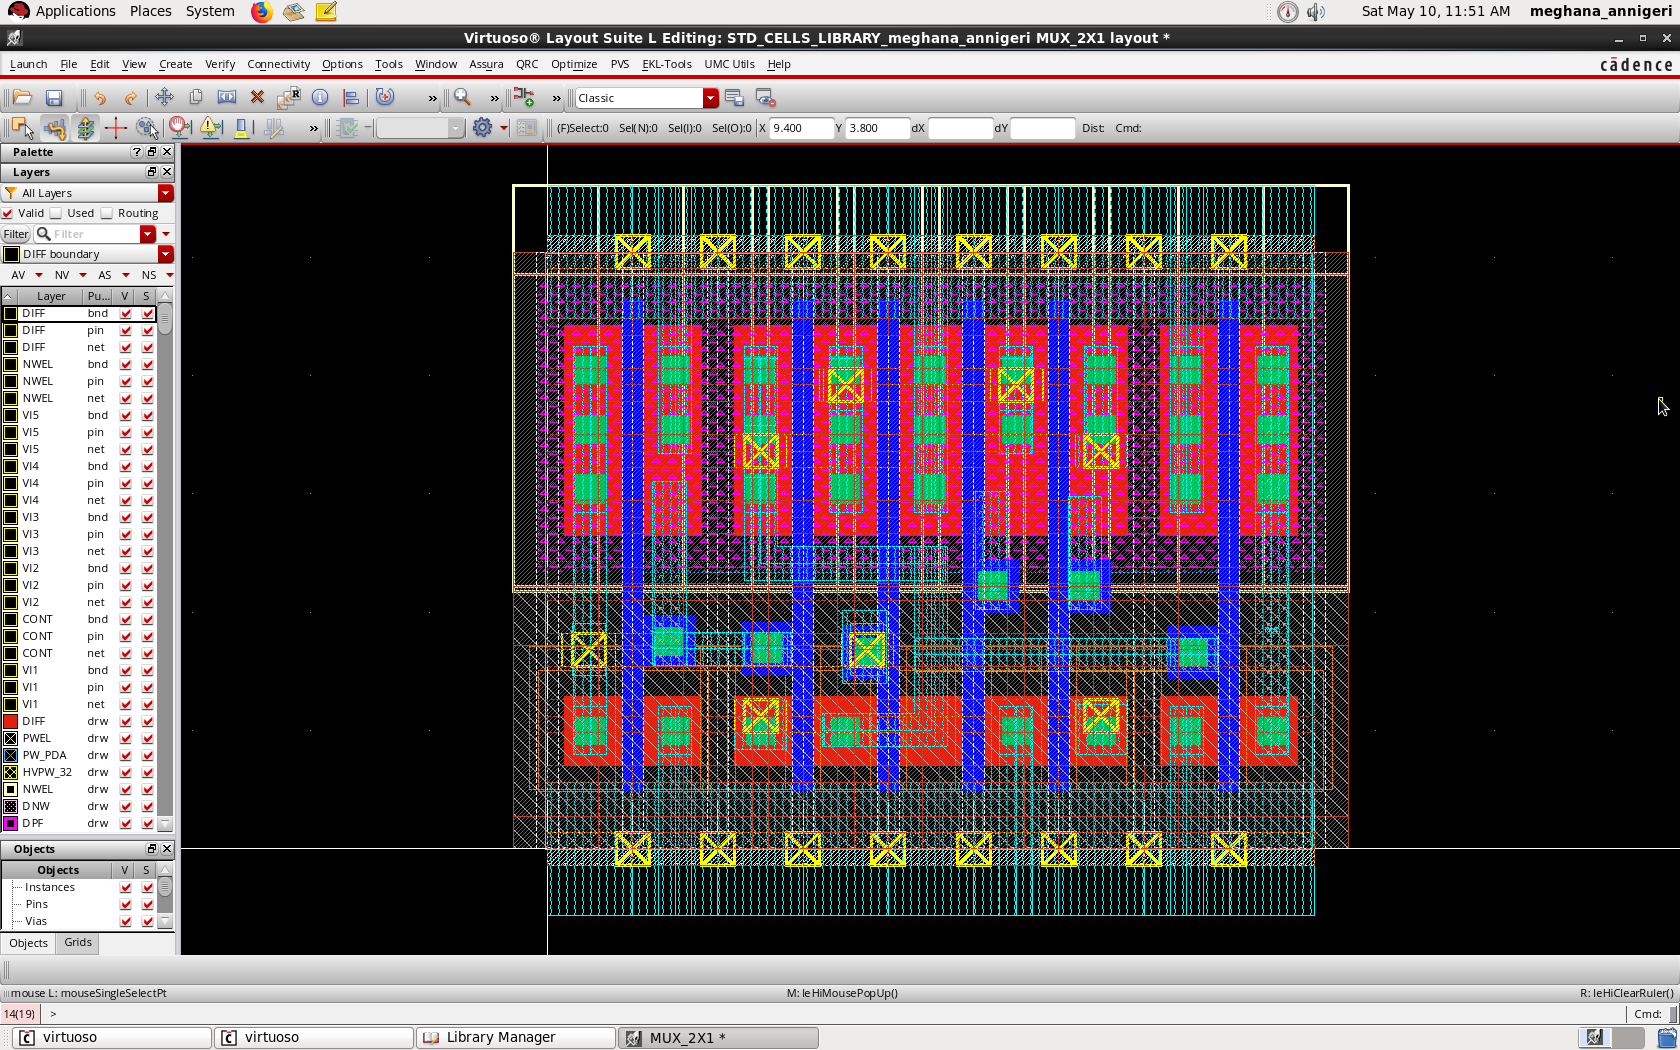 Applications Places System Sat May 10, 11:51 AM meghana_annigeri
Virtuoso® Layout Suite L Editing: STD_CELLS_LIBRARY_meghana_annigeri MUX_2X1 layout *
Launch File Edit View Create Verify Connectivity Options Tools Window Assura QRC Optimize PVS EKL-Tools UMC Utils Help cādence
» » » Classic
» (F)Select:0 Sel(N):0 Sel(I):0 Sel(O):0 X 9.400 Y 3.800 dX dY Dist: Cmd:
Palette
Layers
All Layers
Valid Used Routing
Filter Filter
DIFF boundary
AV NV AS NS
Layer Pu... V S
DIFF bnd
DIFF pin
DIFF net
NWEL bnd
NWEL pin
NWEL net
VI5 bnd
VI5 pin
VI5 net
VI4 bnd
VI4 pin
VI4 net
VI3 bnd
VI3 pin
VI3 net
VI2 bnd
VI2 pin
VI2 net
CONT bnd
CONT pin
CONT net
VI1 bnd
VI1 pin
VI1 net
DIFF drw
PWEL drw
PW_PDA drw
HVPW_32 drw
NWEL drw
DNW drw
DPF drw
Objects
Objects V S
Instances
Pins
Vias
Objects Grids
mouse L: mouseSingleSelectPt M: leHiMousePopUp() R: leHiClearRuler()
14(19) > Cmd:
virtuoso virtuoso Library Manager MUX_2X1 *